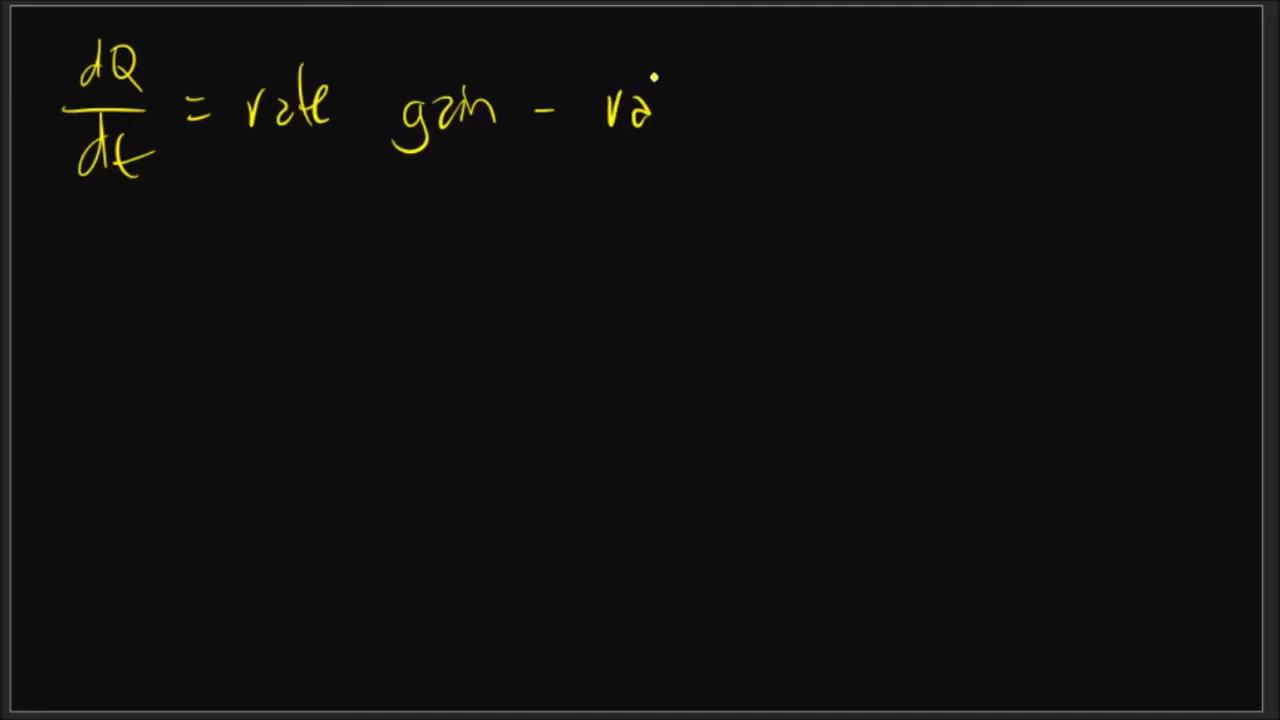 dQ/dt = rate gain - ra